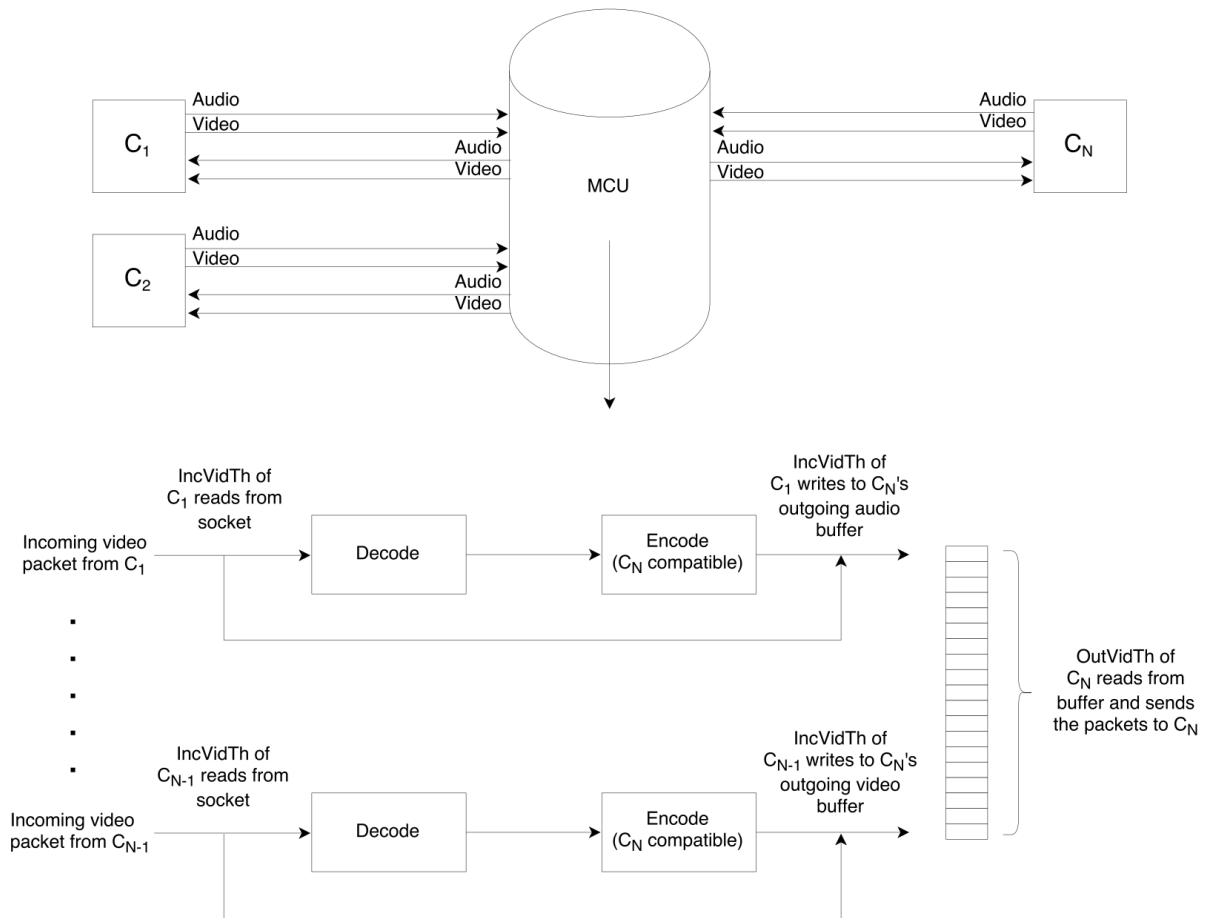 Audio
Video
C1
Audio
Video
MCU
Audio
Video
CN
Audio
Video
Audio
Video
C2
Audio
Video
IncVidTh of
C1 reads from
socket
IncVidTh of
C1 writes to CN's
outgoing audio
buffer
Incoming video
packet from C1
Decode
Encode
(CN compatible)
OutVidTh of
CN reads from
buffer and sends
the packets to CN
IncVidTh of
CN-1 reads from
socket
IncVidTh of
CN-1 writes to CN's
outgoing video
buffer
Incoming video
packet from CN-1
Decode
Encode
(CN compatible)